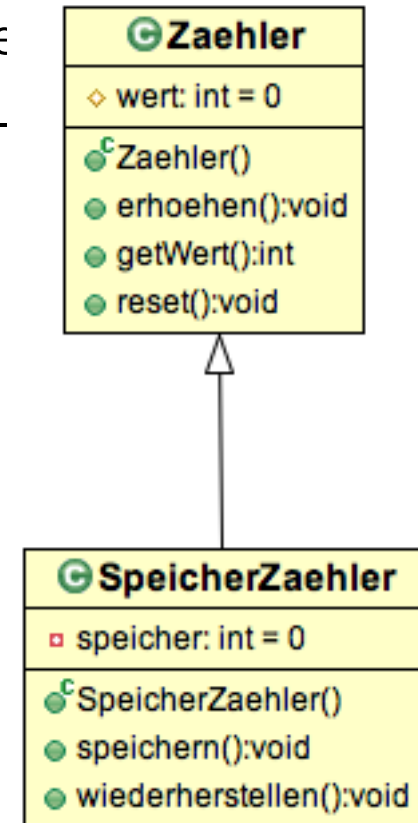 Zaehler
wert: int = 0
Zaehler()
erhoehen():void
getWert():int
reset():void
SpeicherZaehler
speicher: int = 0
SpeicherZaehler()
speichern():void
wiederherstellen():void